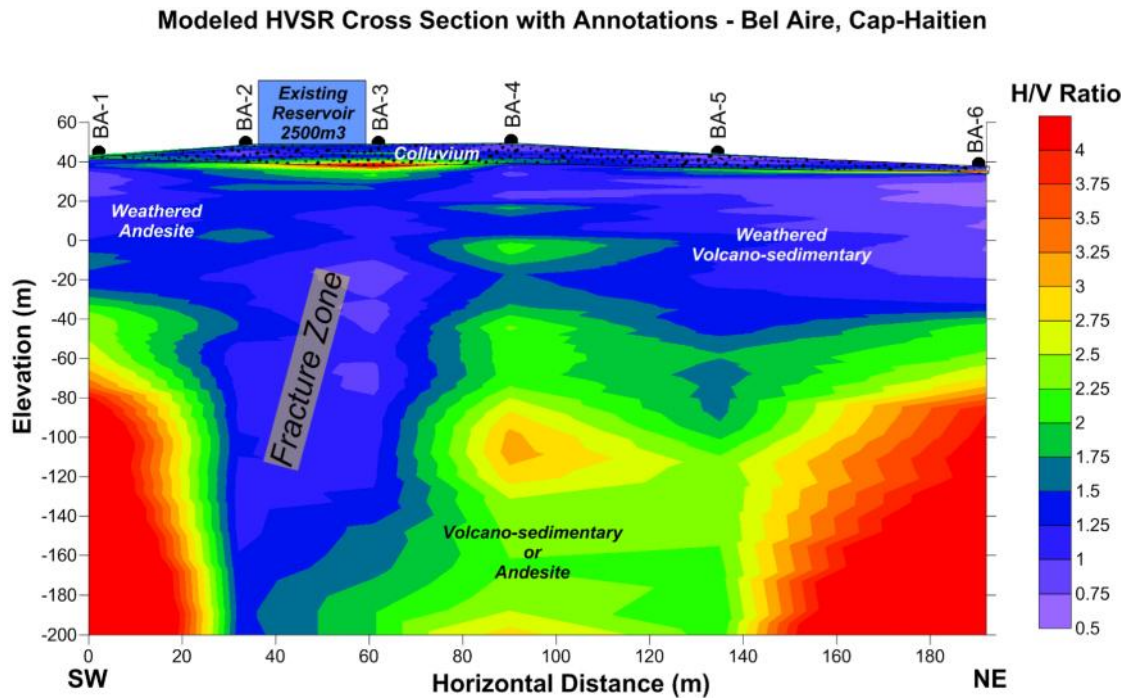 Modeled HVSR Cross Section with Annotations - Bel Aire, Cap-Haitien
BA-1
BA-2
Existing
Reservoir
2500m3
BA-3
BA-4
BA-5
BA-6
H/V Ratio
Colluvium
Weathered
Andesite
Weathered
Volcano-sedimentary
Fracture Zone
Volcano-sedimentary
or
Andesite
Elevation (m)
60
40
20
0
-20
-40
-60
-80
-100
-120
-140
-160
-180
-200
0 20 40 60 80 100 120 140 160 180
SW
Horizontal Distance (m)
NE
4
3.75
3.5
3.25
3
2.75
2.5
2.25
2
1.75
1.5
1.25
1
0.75
0.5